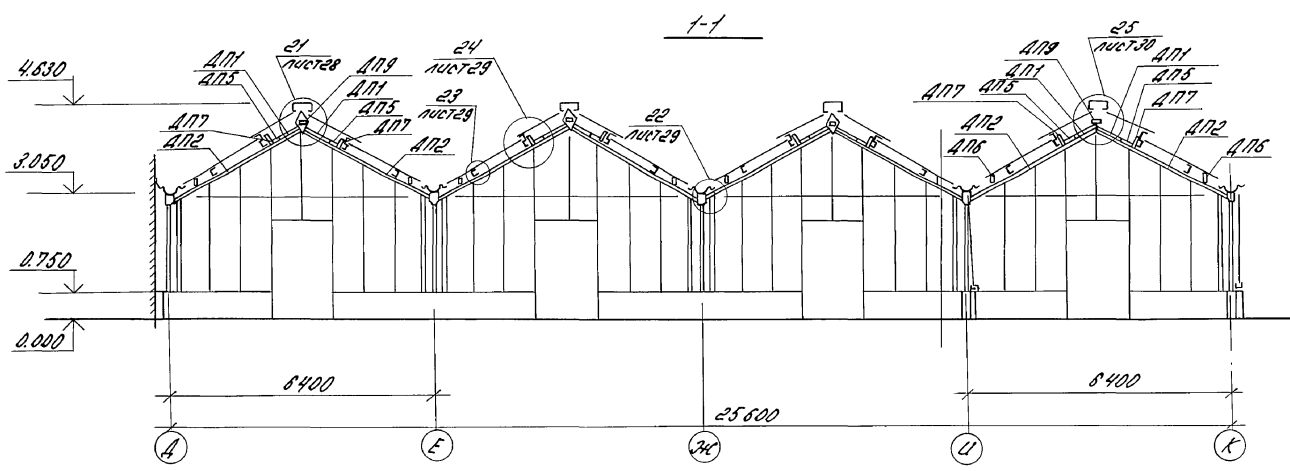 1-1
21
лист28
24
лист29
25
лист30
4.630
ДП1
ДП5
ДП9
ДП1
ДП5
23
лист29
ДП9
ДП1
ДП5
ДП7
ДП1
ДП5
ДП7
ДП7
ДП2
ДП7
ДП2
22
лист29
ДП2
ДП6
ДП2
ДП6
3.050
0.750
0.000
6400
6400
25600
Д
Е
Ж
И
К